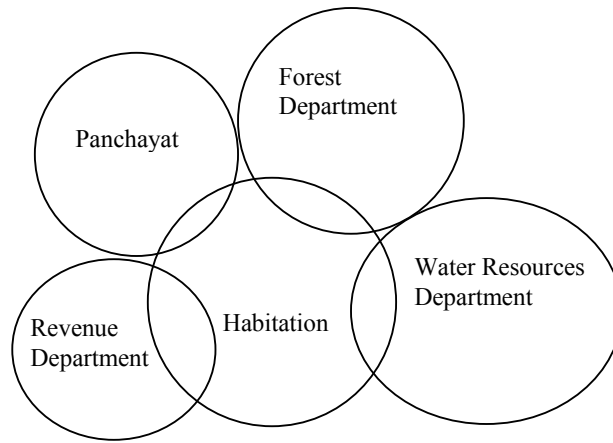 Forest
Department
Panchayat
Water Resources
Department
Revenue
Department
Habitation